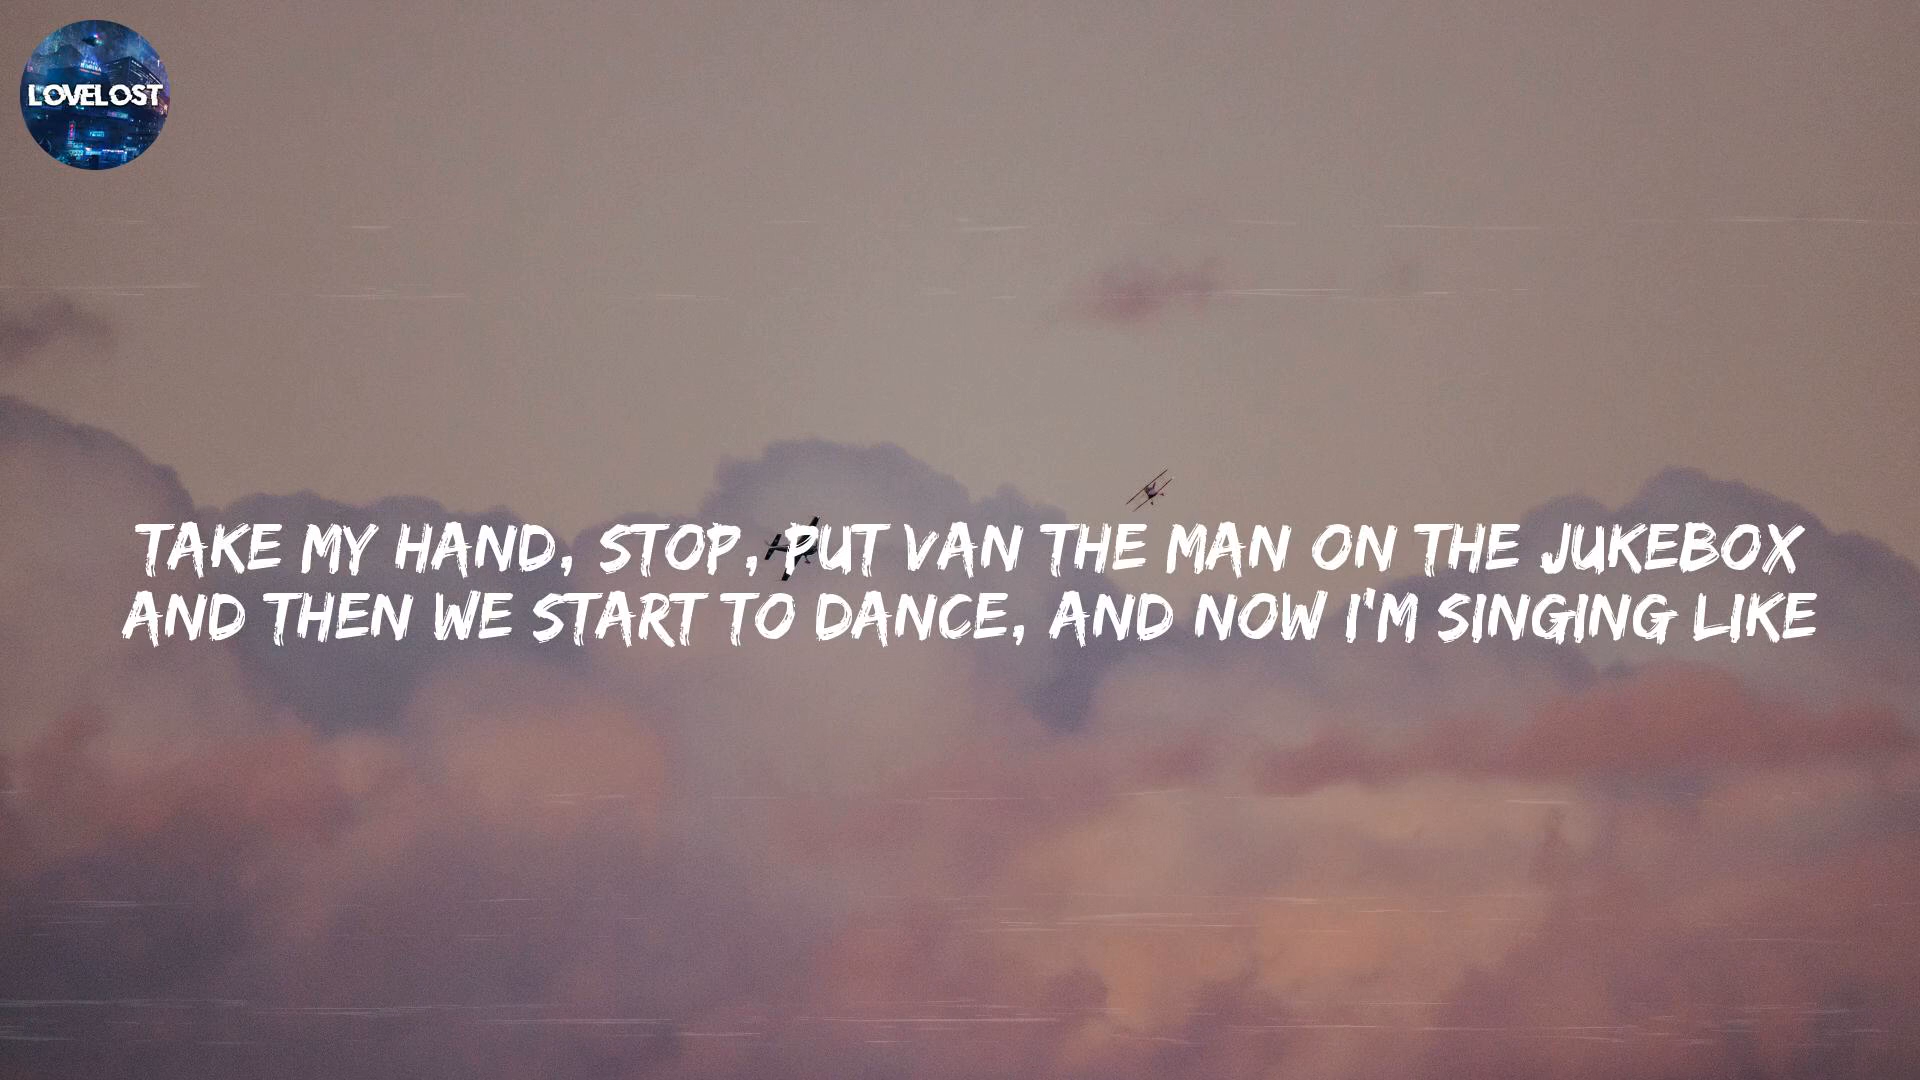 LOVELOST
TAKE MY HAND, STOP, PUT VAN THE MAN ON THE JUKEBOX
AND THEN WE START TO DANCE, AND NOW I'M SINGING LIKE